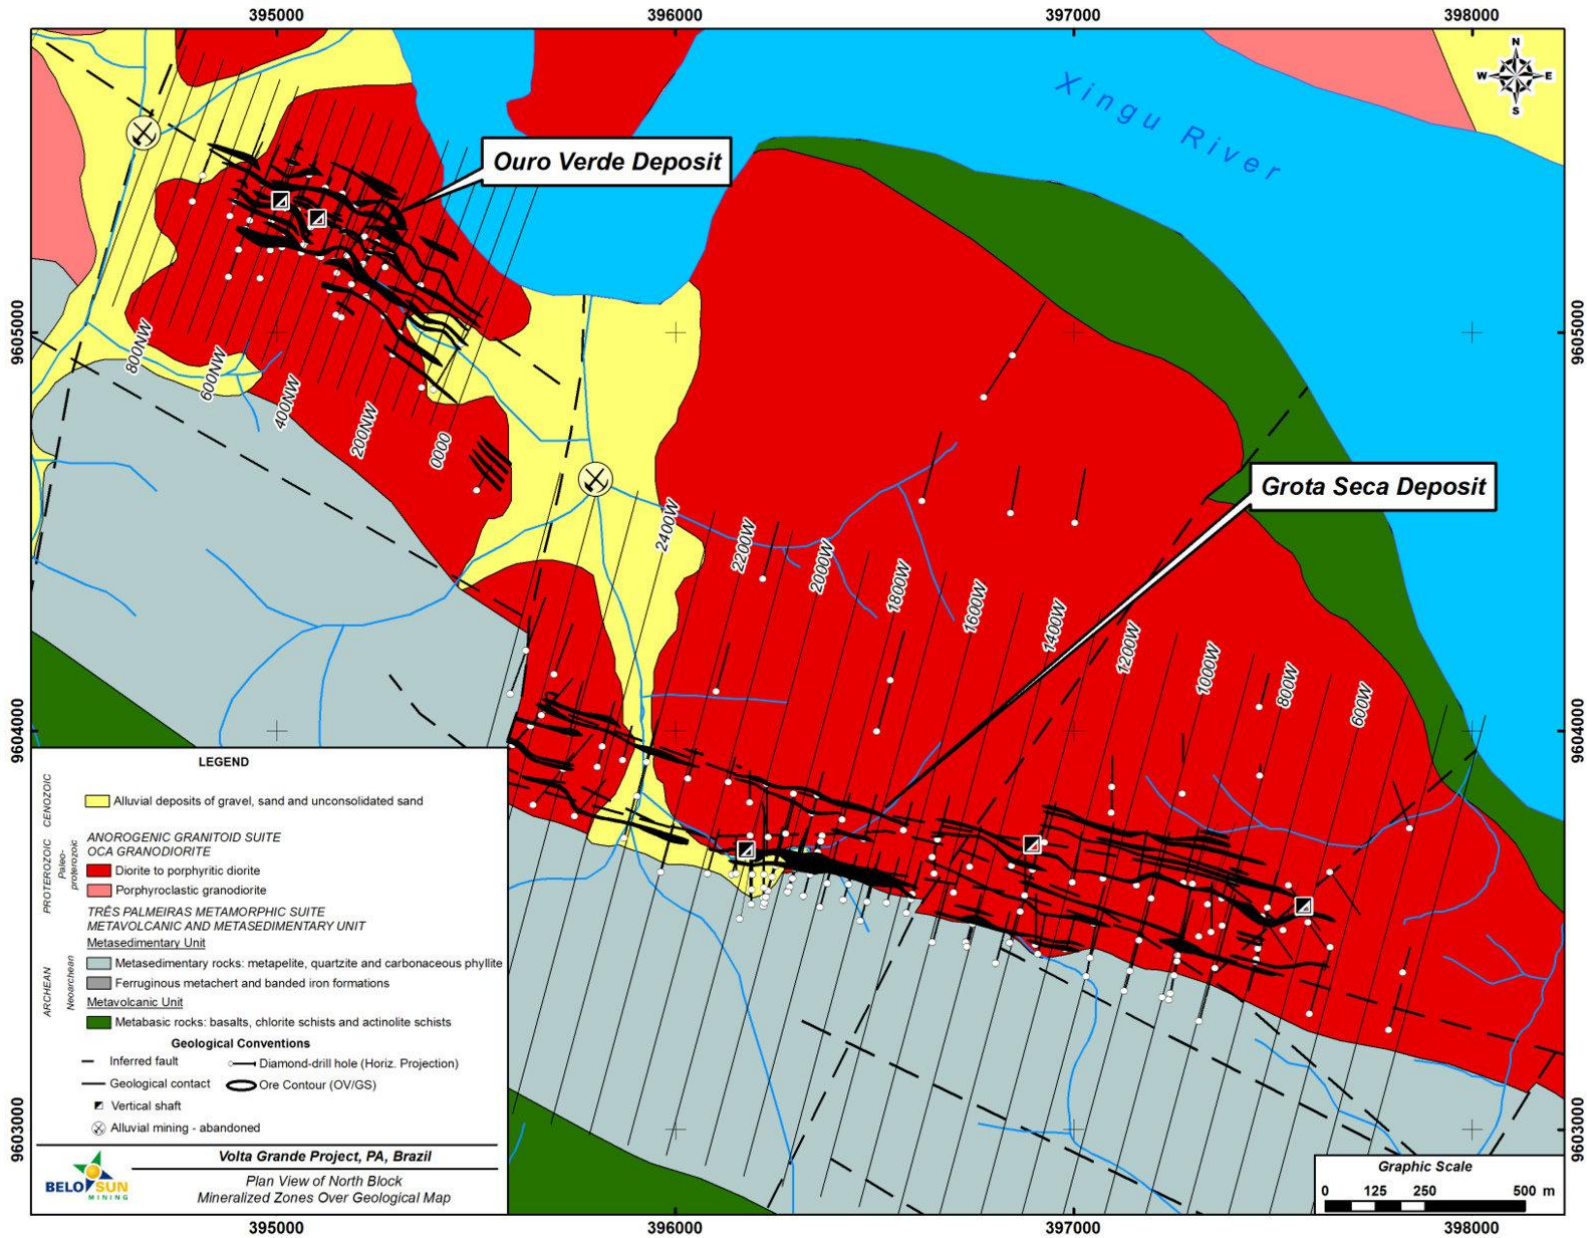 395000
396000
397000
398000
N
W
E
S
Xingu River
Ouro Verde Deposit
9605000
9605000
800NW
600NW
400NW
200NW
0000
Grota Seca Deposit
2400W
2200W
2000W
1800W
1600W
1400W
1200W
1000W
800W
600W
9604000
9604000
LEGEND
CENOZOIC
Alluvial deposits of gravel, sand and unconsolidated sand
PROTEROZOIC
Paleo-
proterozoic
ANOROGENIC GRANITOID SUITE
OCA GRANODIORITE
Diorite to porphyritic diorite
Porphyroclastic granodiorite
TRÊS PALMEIRAS METAMORPHIC SUITE
METAVOLCANIC AND METASEDIMENTARY UNIT
ARCHEAN
Neoarchean
Metasedimentary Unit
Metasedimentary rocks: metapelite, quartzite and carbonaceous phyllite
Ferruginous metachert and banded iron formations
Metavolcanic Unit
Metabasic rocks: basalts, chlorite schists and actinolite schists
Geological Conventions
Inferred fault
Diamond-drill hole (Horiz. Projection)
Geological contact
Ore Contour (OV/GS)
Vertical shaft
Alluvial mining - abandoned
9603000
9603000
BELO SUN
MINING
Volta Grande Project, PA, Brazil
Plan View of North Block
Mineralized Zones Over Geological Map
Graphic Scale
0 125 250 500 m
395000
396000
397000
398000